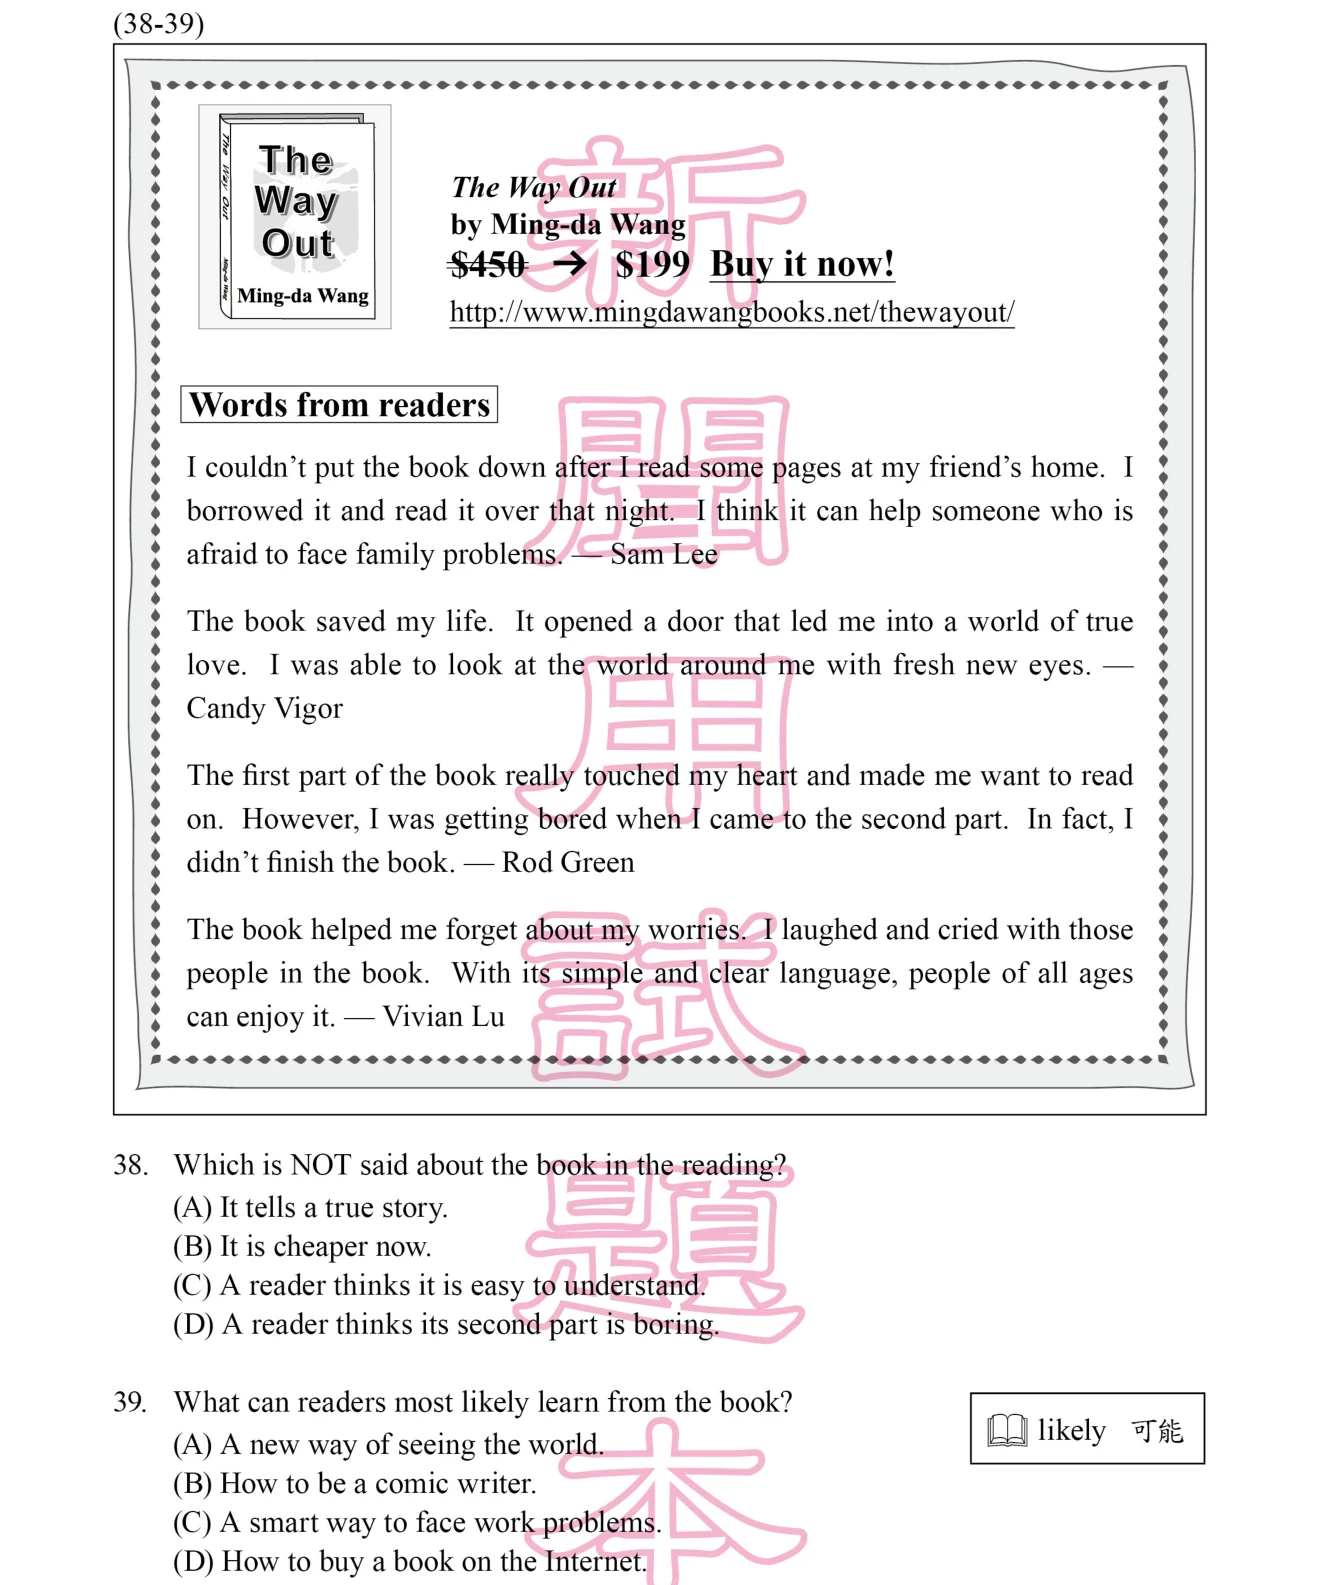 (38-39)
The
Way
Out
Ming-da Wang
The Way Out
Ming-da Wang
The Way Out
by Ming-da Wang
$450 → $199 Buy it now!
http://www.mingdawangbooks.net/thewayout/
Words from readers
I couldn’t put the book down after I read some pages at my friend’s home. I
borrowed it and read it over that night. I think it can help someone who is
afraid to face family problems. — Sam Lee
The book saved my life. It opened a door that led me into a world of true
love. I was able to look at the world around me with fresh new eyes. —
Candy Vigor
The first part of the book really touched my heart and made me want to read
on. However, I was getting bored when I came to the second part. In fact, I
didn’t finish the book. — Rod Green
The book helped me forget about my worries. I laughed and cried with those
people in the book. With its simple and clear language, people of all ages
can enjoy it. — Vivian Lu
38. Which is NOT said about the book in the reading?
(A) It tells a true story.
(B) It is cheaper now.
(C) A reader thinks it is easy to understand.
(D) A reader thinks its second part is boring.
39. What can readers most likely learn from the book?
(A) A new way of seeing the world.
(B) How to be a comic writer.
(C) A smart way to face work problems.
(D) How to buy a book on the Internet.
likely 可能
新聞用試題本